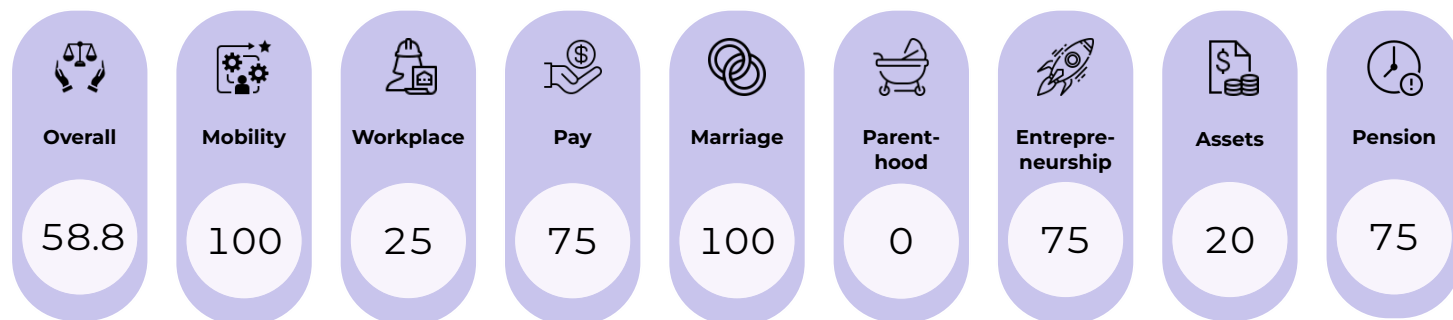 Overall
58.8
Mobility
100
Workplace
25
$
Pay
75
Marriage
100
Parent-
hood
0
Entrepre-
neurship
75
$
Assets
20
Pension
75